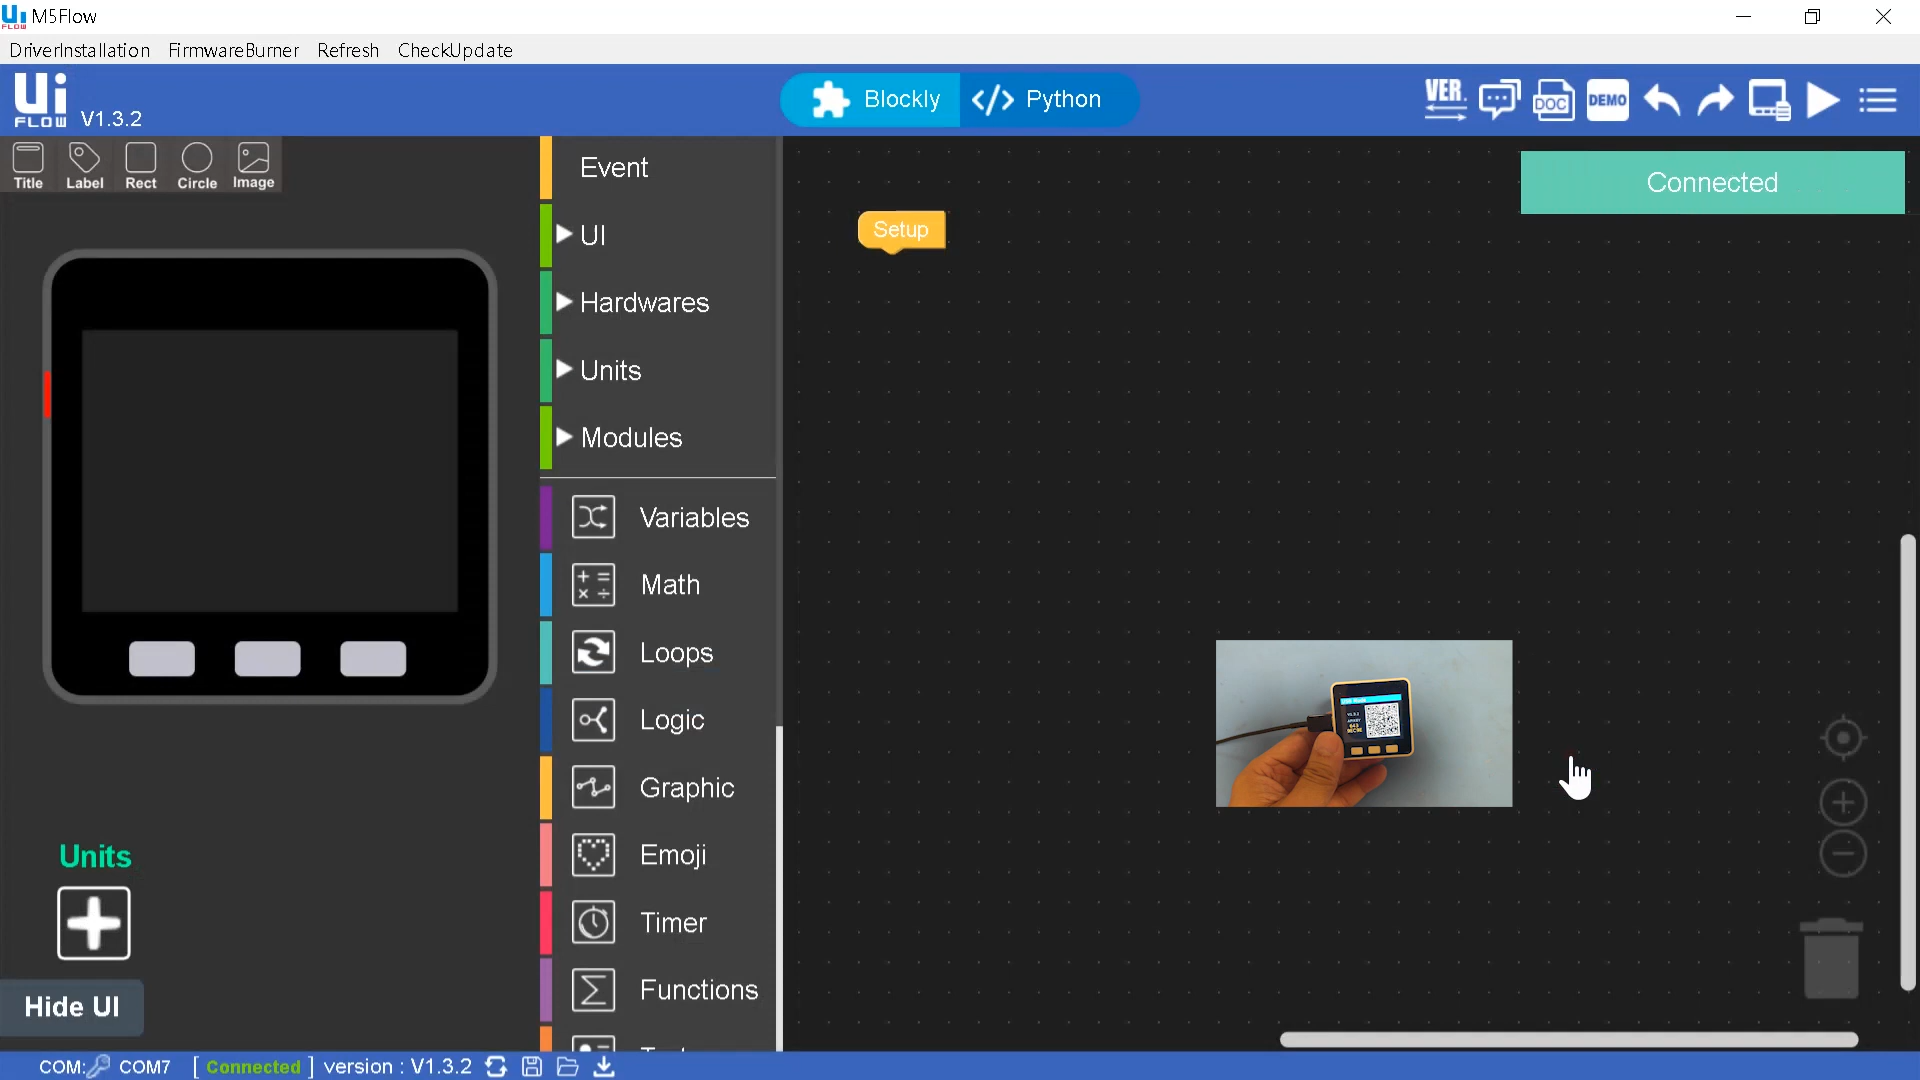 M5Flow
DriverInstallation FirmwareBurner Refresh CheckUpdate
Ui FLOW V1.3.2
Blockly </> Python
VER. DOC DEMO
Title Label Rect Circle Image
Connected
Event
Setup
UI
Hardwares
Units
Modules
Variables
Math
Loops
Logic
Graphic
Emoji
Timer
Functions
Units
Hide UI
COM: COM7 [ Connected ] version : V1.3.2